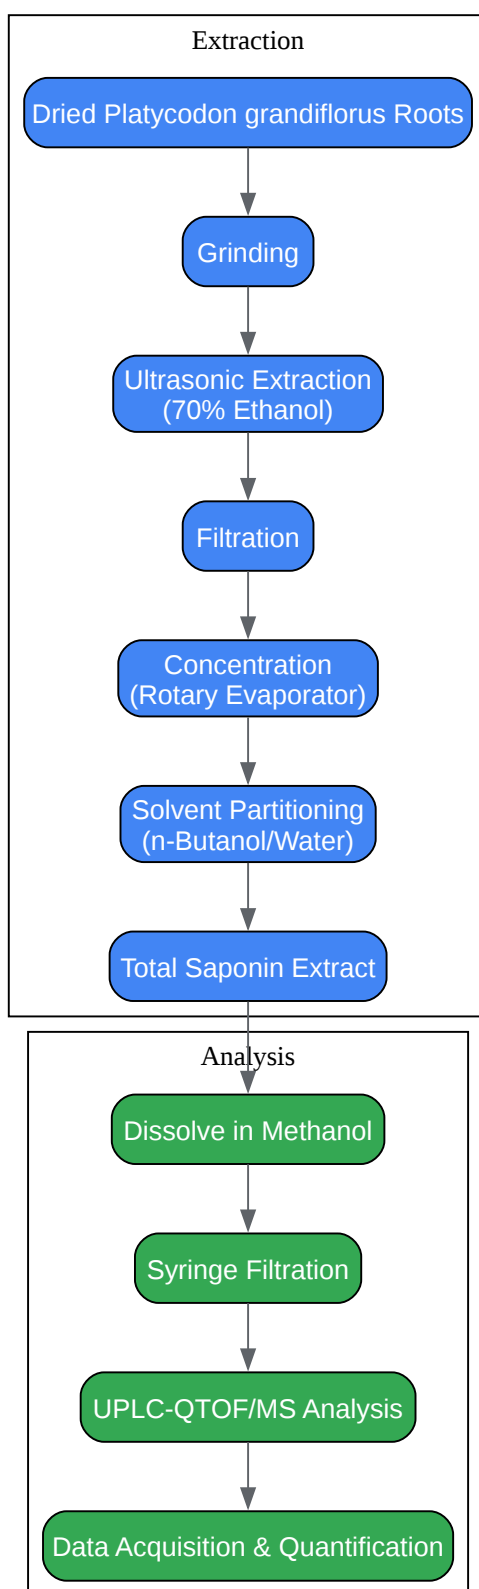 Extraction
Dried Platycodon grandiflorus Roots
Grinding
Ultrasonic Extraction
(70% Ethanol)
Filtration
Concentration
(Rotary Evaporator)
Solvent Partitioning
(n-Butanol/Water)
Total Saponin Extract
Analysis
Dissolve in Methanol
Syringe Filtration
UPLC-QTOF/MS Analysis
Data Acquisition & Quantification